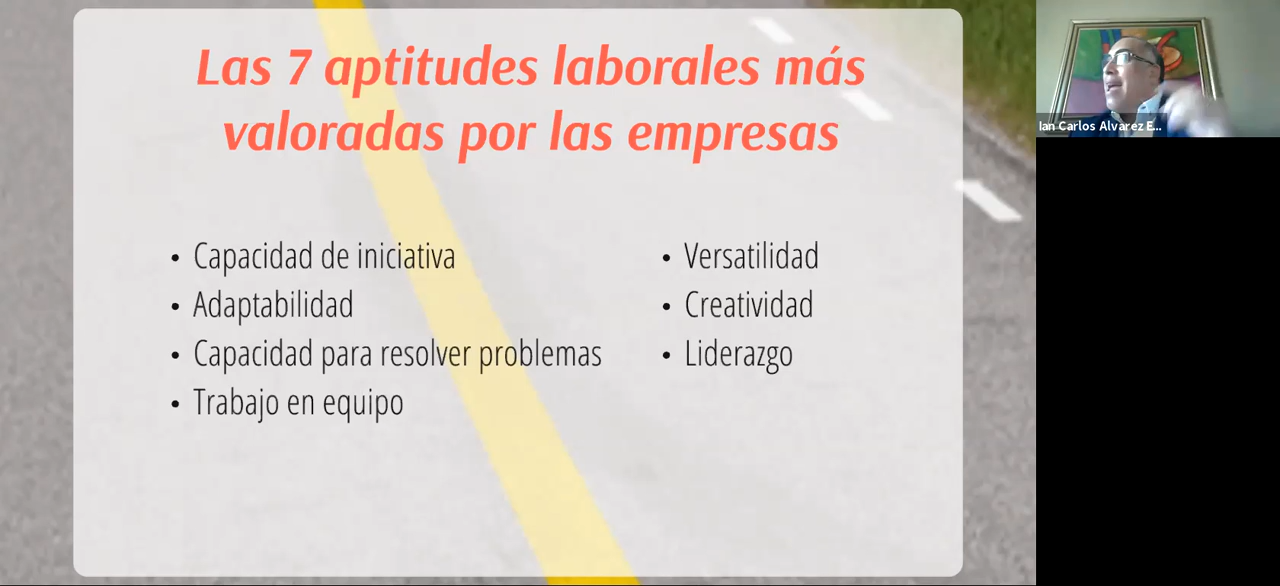 Las 7 aptitudes laborales más
valoradas por las empresas
• Capacidad de iniciativa
• Adaptabilidad
• Capacidad para resolver problemas
• Trabajo en equipo
• Versatilidad
• Creatividad
• Liderazgo
Ian Carlos Alvarez E...